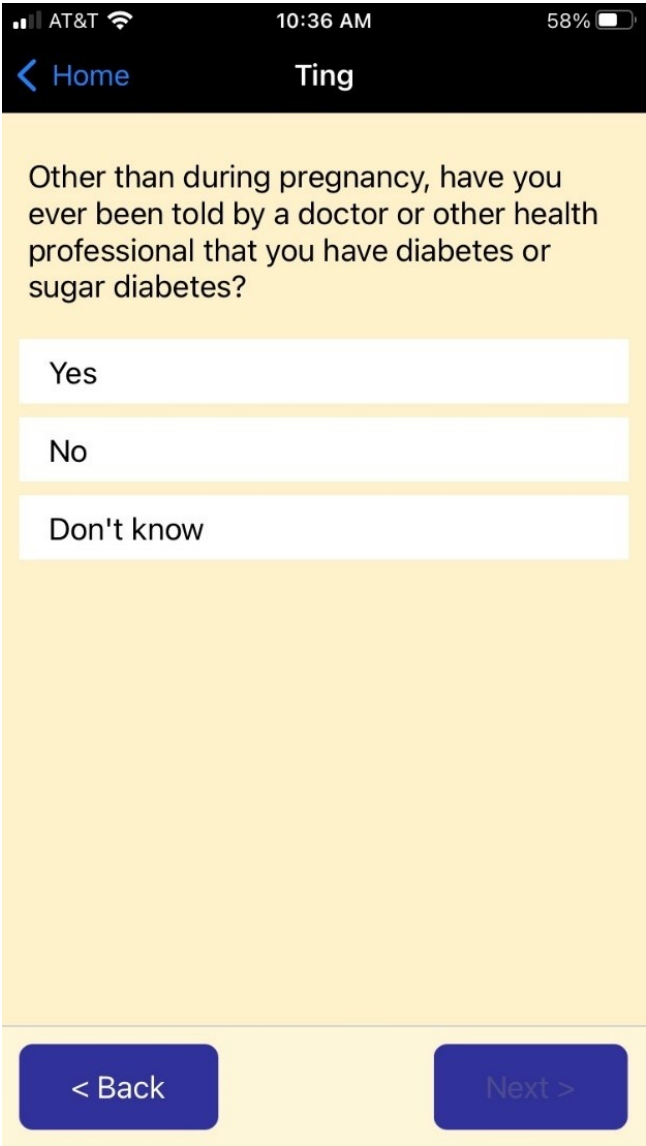 AT&T 10:36 AM 58%
Home Ting
Other than during pregnancy, have you
ever been told by a doctor or other health
professional that you have diabetes or
sugar diabetes?
Yes
No
Don't know
< Back Next >